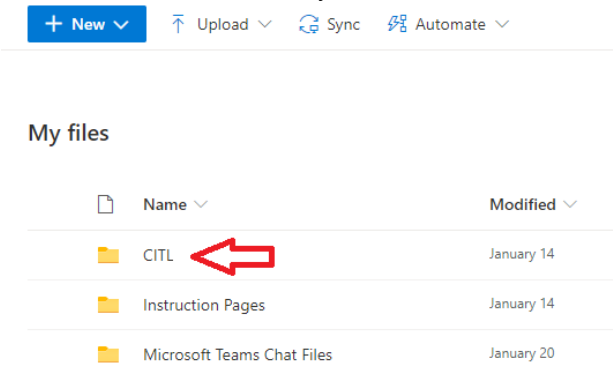 New Upload Sync Automate
My files
Name Modified
CITL January 14
Instruction Pages January 14
Microsoft Teams Chat Files January 20